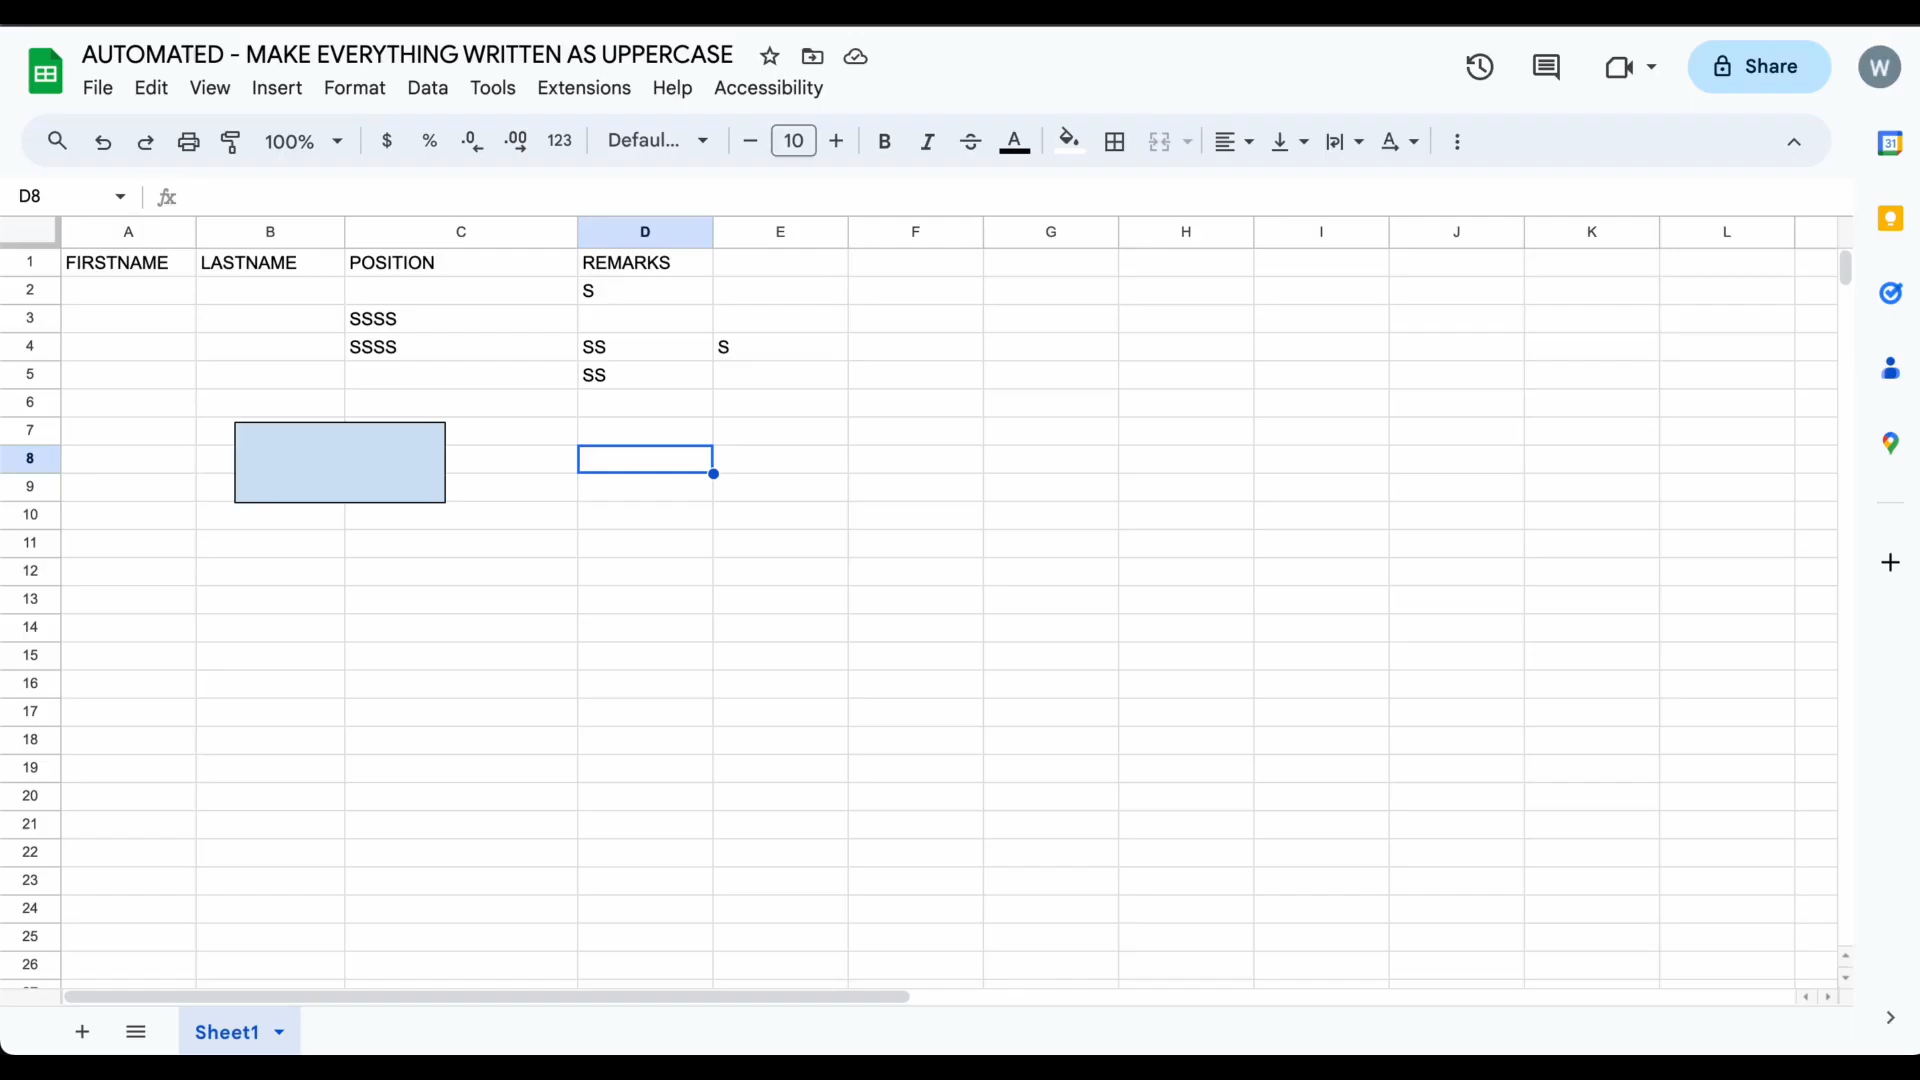 AUTOMATED - MAKE EVERYTHING WRITTEN AS UPPERCASE
File Edit View Insert Format Data Tools Extensions Help Accessibility
Share
W
100% $ % .0 .00 123 Defaul... 10 B I S A A
31
D8 fx
A B C D E F G H I J K L
1 FIRSTNAME LASTNAME POSITION REMARKS
2 S
3 SSSS
4 SSSS SS S
5 SS
6
7
8
9
10
11
12
13
14
15
16
17
18
19
20
21
22
23
24
25
26
Sheet1